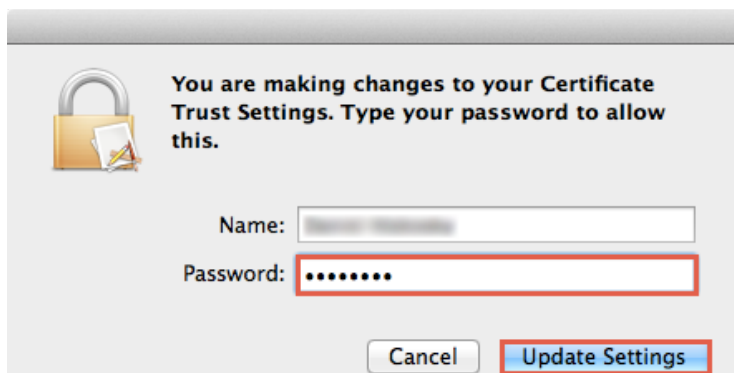 You are making changes to your Certificate
Trust Settings. Type your password to allow
this.
Name:
Password: ••••••••
Cancel
Update Settings